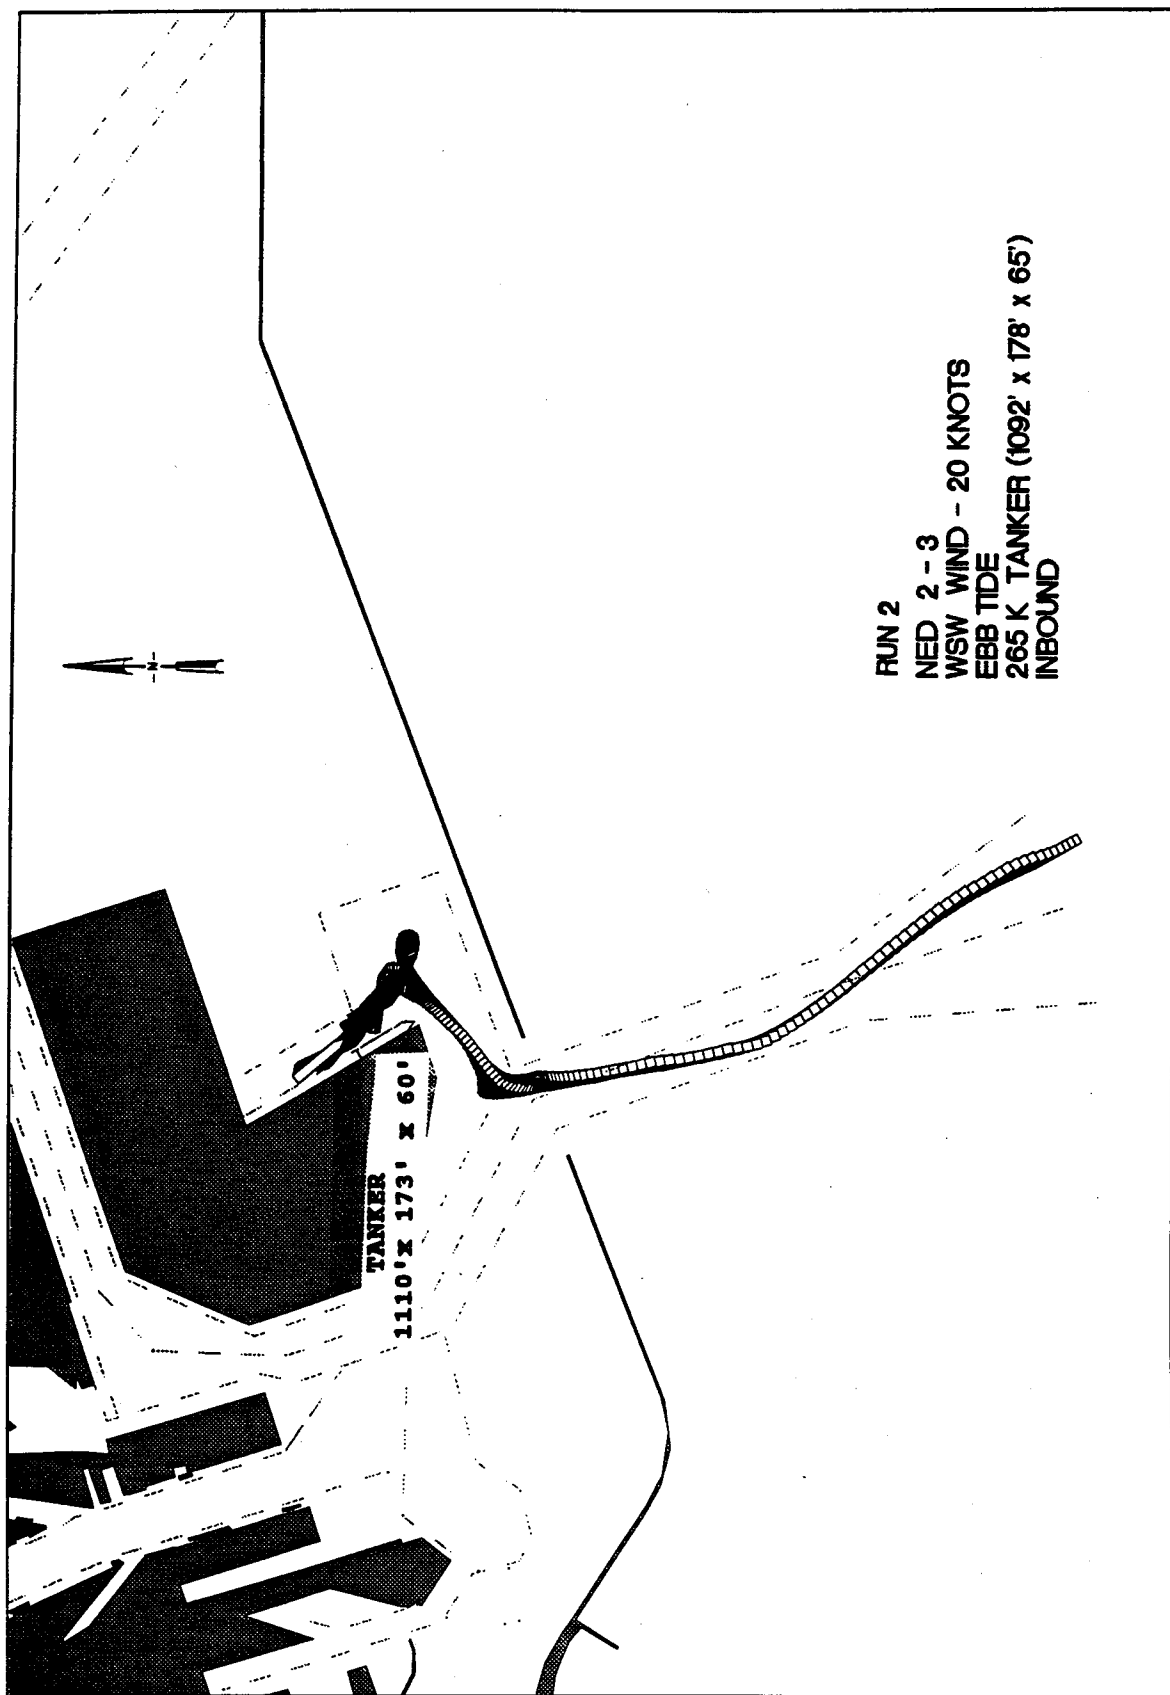 N
TANKER
1110'x 173' x 60'
RUN 2
NED 2 - 3
WSW WIND - 20 KNOTS
EBB TIDE
265 K TANKER (1092' x 178' x 65')
INBOUND